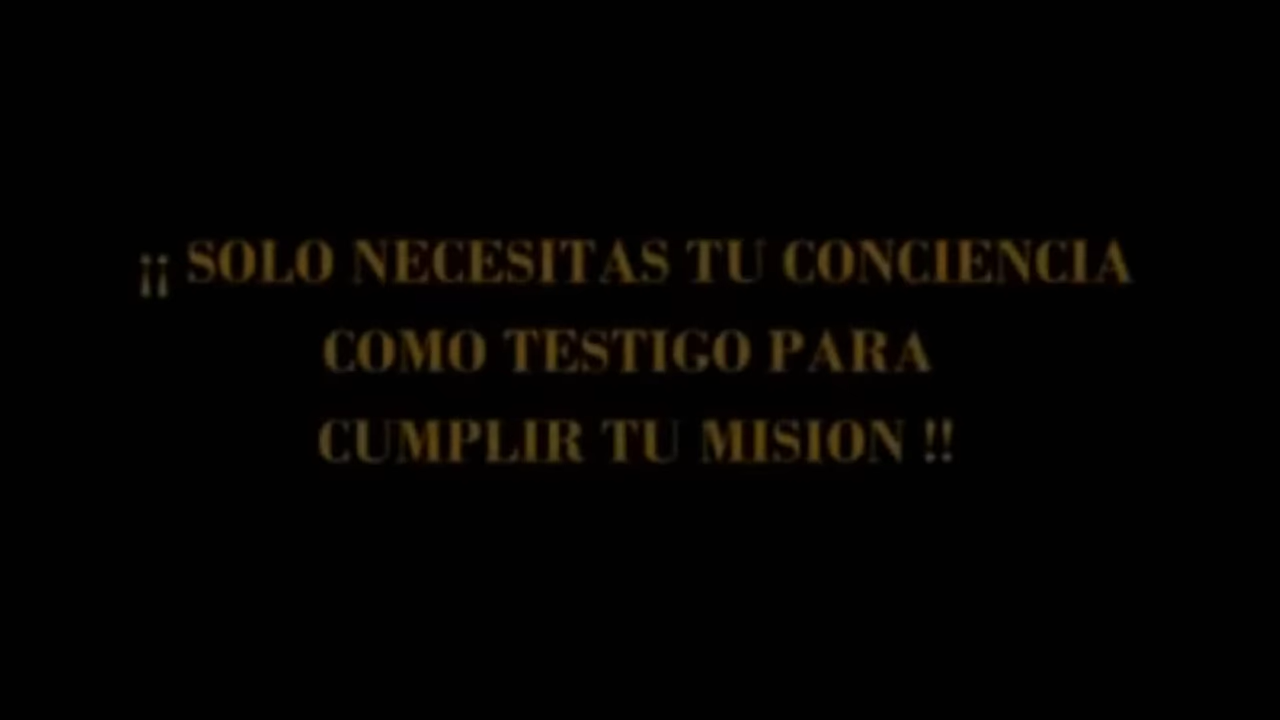 ¡¡ SOLO NECESITAS TU CONCIENCIA
COMO TESTIGO PARA
CUMPLIR TU MISION !!